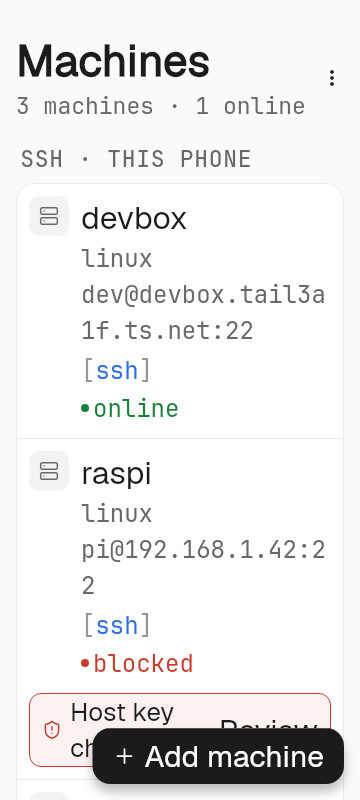 Machines
3 machines · 1 online
SSH · THIS PHONE
devbox
linux
dev@devbox.tail3a
1f.ts.net:22
[ssh]
online
raspi
linux
pi@192.168.1.42:2
2
[ssh]
blocked
Host key
Review
+ Add machine